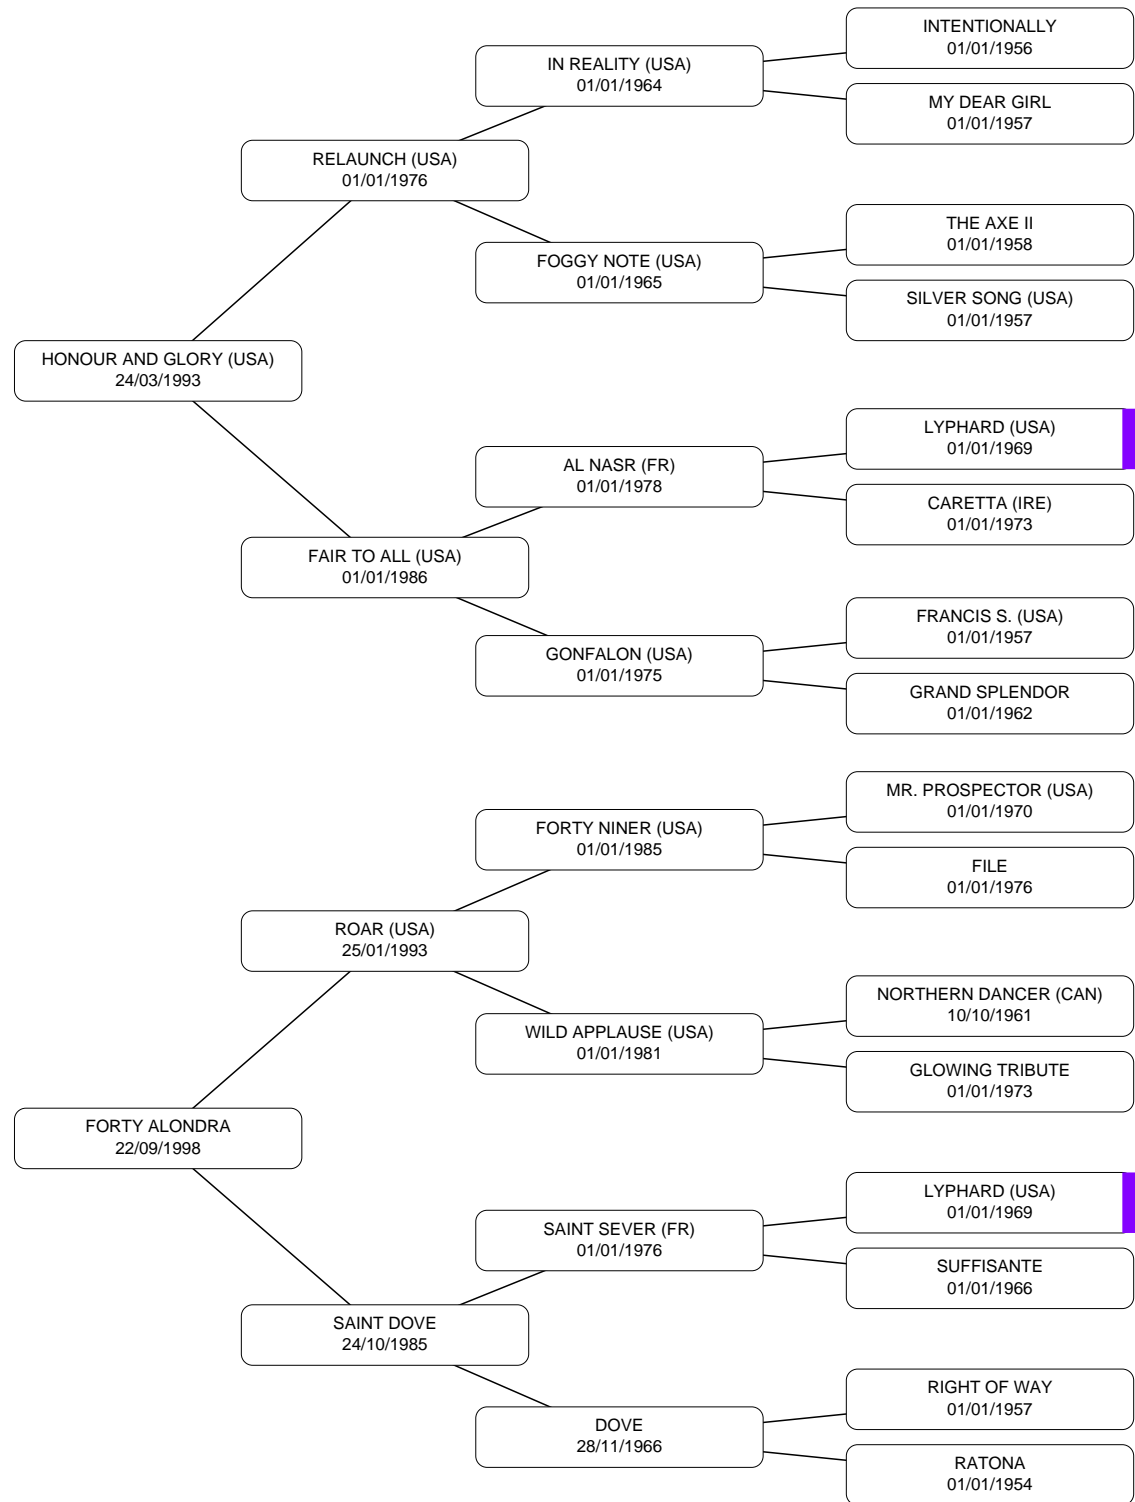 INTENTIONALLY
01/01/1956
IN REALITY (USA)
01/01/1964
MY DEAR GIRL
01/01/1957
RELAUNCH (USA)
01/01/1976
THE AXE II
01/01/1958
FOGGY NOTE (USA)
01/01/1965
SILVER SONG (USA)
01/01/1957
HONOUR AND GLORY (USA)
24/03/1993
LYPHARD (USA)
01/01/1969
AL NASR (FR)
01/01/1978
CARETTA (IRE)
01/01/1973
FAIR TO ALL (USA)
01/01/1986
FRANCIS S. (USA)
01/01/1957
GONFALON (USA)
01/01/1975
GRAND SPLENDOR
01/01/1962
MR. PROSPECTOR (USA)
01/01/1970
FORTY NINER (USA)
01/01/1985
FILE
01/01/1976
ROAR (USA)
25/01/1993
NORTHERN DANCER (CAN)
10/10/1961
WILD APPLAUSE (USA)
01/01/1981
GLOWING TRIBUTE
01/01/1973
FORTY ALONDRA
22/09/1998
LYPHARD (USA)
01/01/1969
SAINT SEVER (FR)
01/01/1976
SUFFISANTE
01/01/1966
SAINT DOVE
24/10/1985
RIGHT OF WAY
01/01/1957
DOVE
28/11/1966
RATONA
01/01/1954